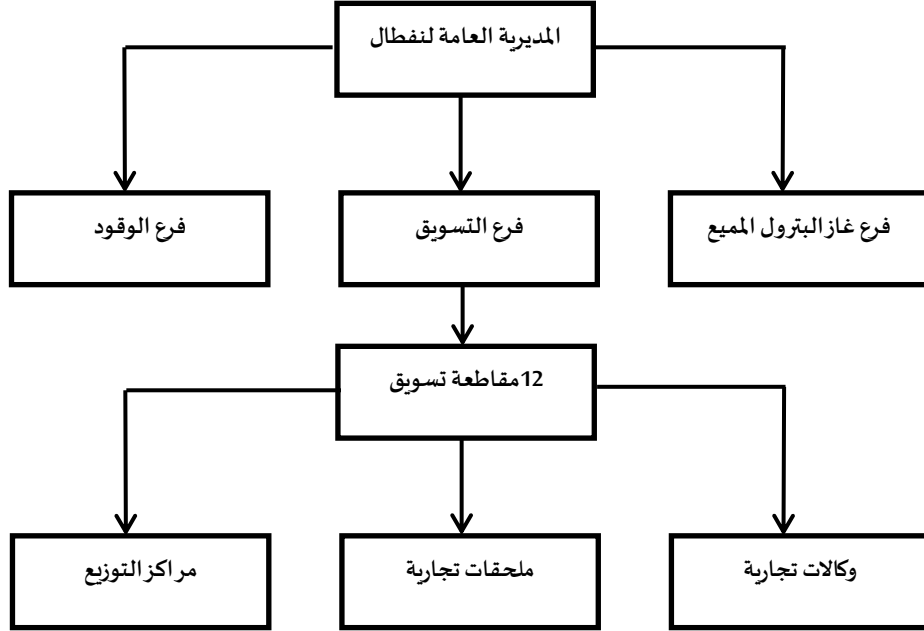 المديرية العامة لنفطال
فرع غاز البترول المميع
فرع التسويق
فرع الوقود
12مقاطعة تسويق
وكالات تجارية
ملحقات تجارية
مراكز التوزيع